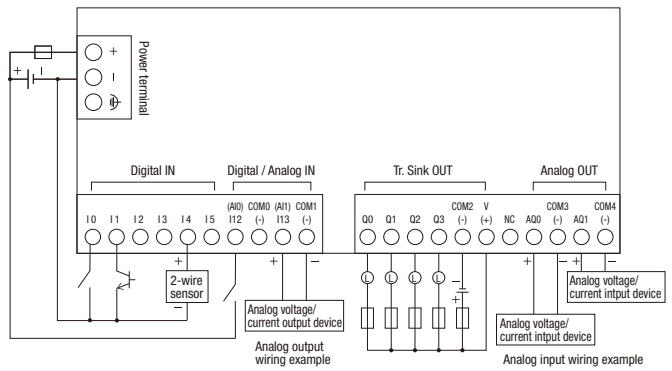 +
−
Power terminal
+
−
Digital IN
Digital / Analog IN
Tr. Sink OUT
Analog OUT
(AI0) COM0 (AI1) COM1
I0 I1 I2 I3 I4 I5 I12 (-) I13 (-)
COM2 V COM3 COM4
Q0 Q1 Q2 Q3 (-) (+) NC AQ0 (-) AQ1 (-)
+ + − + − + −
L L L L
2-wire
sensor
−
−
+
Analog voltage/
current output device
Analog output
wiring example
Analog voltage/
current intput device
Analog voltage/
current intput device
Analog input wiring example